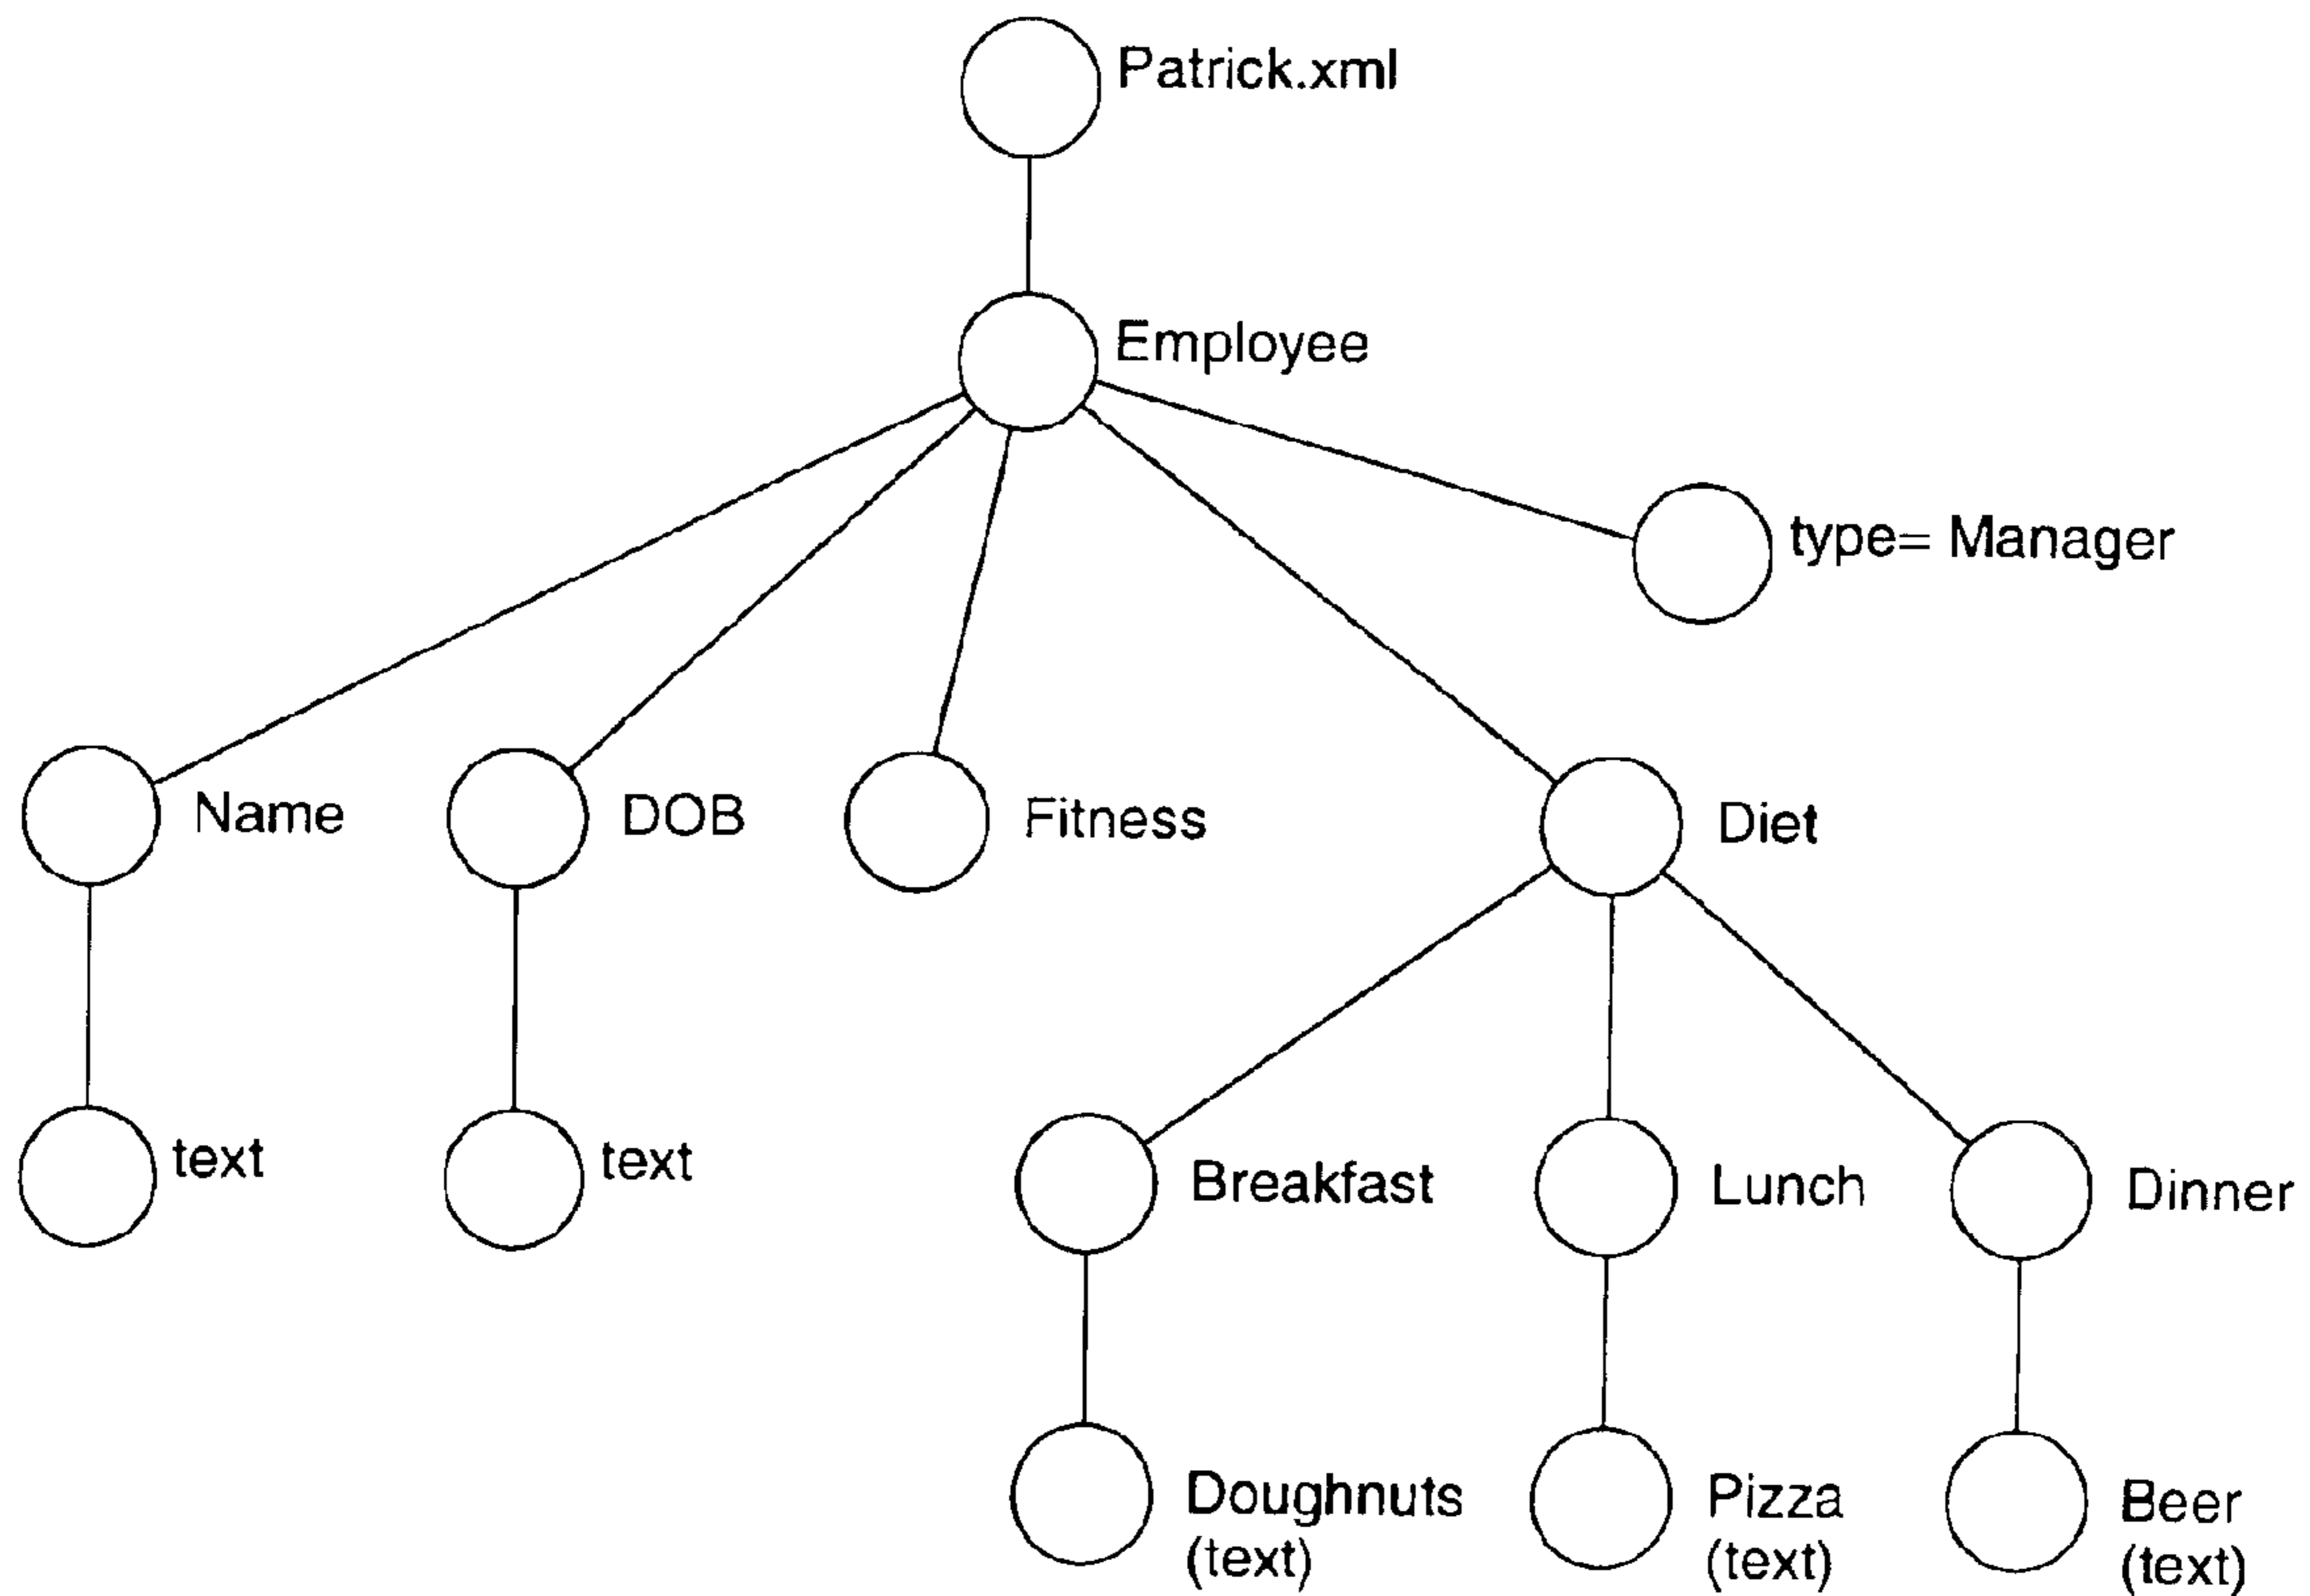 Patrick.xml
Employee
type= Manager
Name
DOB
Fitness
Diet
text
text
Breakfast
Lunch
Dinner
Doughnuts
(text)
Pizza
(text)
Beer
(text)